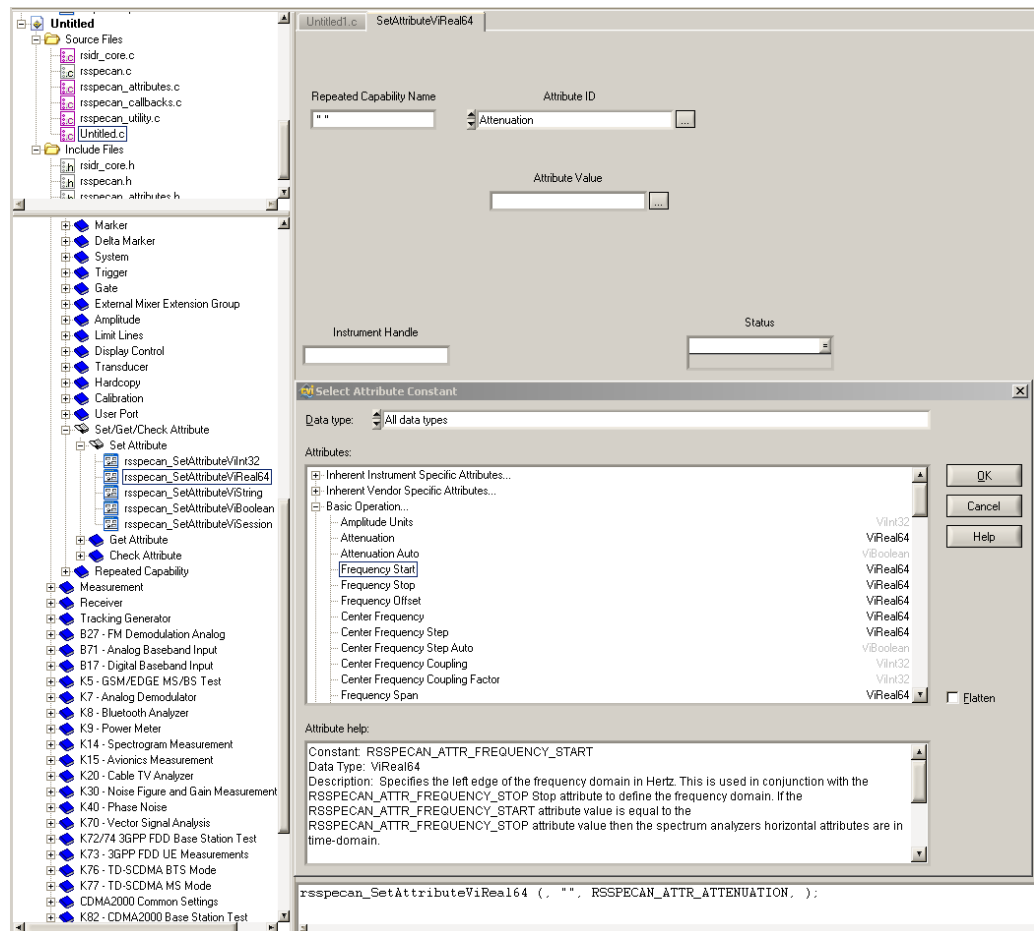 Untitled
Source Files
rsidr_core.c
rsspecan.c
rsspecan_attributes.c
rsspecan_callbacks.c
rsspecan_utility.c
Untitled.c
Include Files
rsidr_core.h
rsspecan.h
rsspecan_attributes.h
Marker
Delta Marker
System
Trigger
Gate
External Mixer Extension Group
Amplitude
Limit Lines
Display Control
Transducer
Hardcopy
Calibration
User Port
Set/Get/Check Attribute
Set Attribute
rsspecan_SetAttributeViInt32
rsspecan_SetAttributeViReal64
rsspecan_SetAttributeViString
rsspecan_SetAttributeViBoolean
rsspecan_SetAttributeViSession
Get Attribute
Check Attribute
Repeated Capability
Measurement
Receiver
Tracking Generator
B27 - FM Demodulation Analog
B71 - Analog Baseband Input
B17 - Digital Baseband Input
K5 - GSM/EDGE MS/BS Test
K7 - Analog Demodulator
K8 - Bluetooth Analyzer
K9 - Power Meter
K14 - Spectrogram Measurement
K15 - Avionics Measurement
K20 - Cable TV Analyzer
K30 - Noise Figure and Gain Measurement
K40 - Phase Noise
K70 - Vector Signal Analysis
K72/74 3GPP FDD Base Station Test
K73 - 3GPP FDD UE Measurements
K76 - TD-SCDMA BTS Mode
K77 - TD-SCDMA MS Mode
CDMA2000 Common Settings
K82 - CDMA2000 Base Station Test
Untitled1.c SetAttributeViReal64
Repeated Capability Name Attribute ID
"" Attenuation ...
Attribute Value
...
Instrument Handle Status
Select Attribute Constant
Data type: All data types
Attributes:
Inherent Instrument Specific Attributes...
Inherent Vendor Specific Attributes...
Basic Operation...
Amplitude Units ViInt32
Attenuation ViReal64
Attenuation Auto ViBoolean
Frequency Start ViReal64
Frequency Stop ViReal64
Frequency Offset ViReal64
Center Frequency ViReal64
Center Frequency Step ViReal64
Center Frequency Step Auto ViBoolean
Center Frequency Coupling ViInt32
Center Frequency Coupling Factor ViInt32
Frequency Span ViReal64
OK
Cancel
Help
Flatten
Attribute help:
Constant: RSSPECAN_ATTR_FREQUENCY_START
Data Type: ViReal64
Description: Specifies the left edge of the frequency domain in Hertz. This is used in conjunction with the
RSSPECAN_ATTR_FREQUENCY_STOP Stop attribute to define the frequency domain. If the
RSSPECAN_ATTR_FREQUENCY_START attribute value is equal to the
RSSPECAN_ATTR_FREQUENCY_STOP attribute value then the spectrum analyzers horizontal attributes are in
time-domain.
rsspecan_SetAttributeViReal64 (, "", RSSPECAN_ATTR_ATTENUATION, );